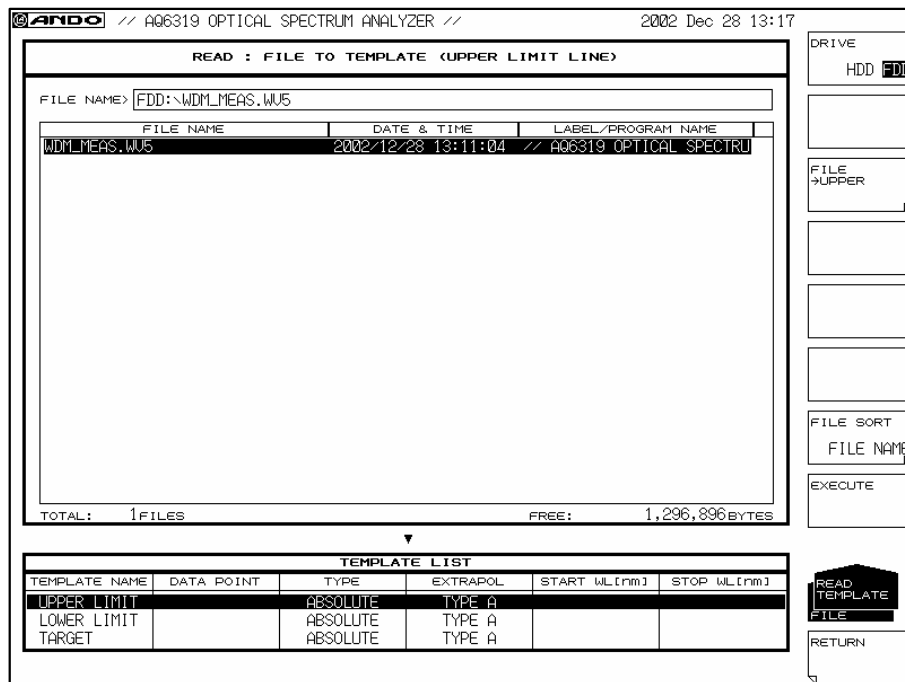 ANDO // AQ6319 OPTICAL SPECTRUM ANALYZER // 2002 Dec 28 13:17
READ : FILE TO TEMPLATE (UPPER LIMIT LINE)
FILE NAME> FDD:\WDM_MEAS.WV5
FILE NAME DATE & TIME LABEL/PROGRAM NAME
WDM_MEAS.WV5 2002/12/28 13:11:04 // AQ6319 OPTICAL SPECTRU
TOTAL: 1FILES FREE: 1,296,896BYTES
▼
TEMPLATE LIST
TEMPLATE NAME DATA POINT TYPE EXTRAPOL START WL[nm] STOP WL[nm]
UPPER LIMIT ABSOLUTE TYPE A
LOWER LIMIT ABSOLUTE TYPE A
TARGET ABSOLUTE TYPE A
DRIVE
HDD FDD
FILE
→UPPER
FILE SORT
FILE NAME
EXECUTE
READ
TEMPLATE
FILE
RETURN